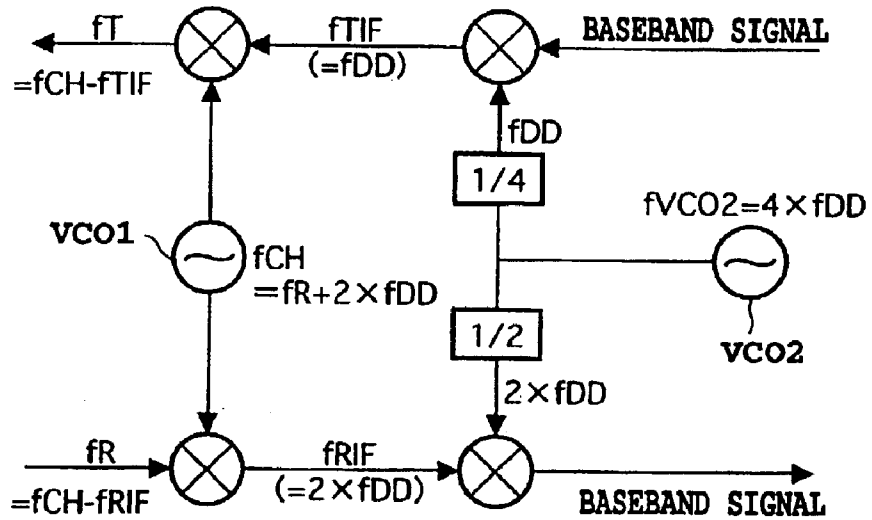 fT
=fCH-fTIF
fTIF
(=fDD)
BASEBAND SIGNAL
fDD
1/4
fVCO2=4×fDD
VCO1
fCH
=fR+2×fDD
1/2
VCO2
2×fDD
fR
=fCH-fRIF
fRIF
(=2×fDD)
BASEBAND SIGNAL